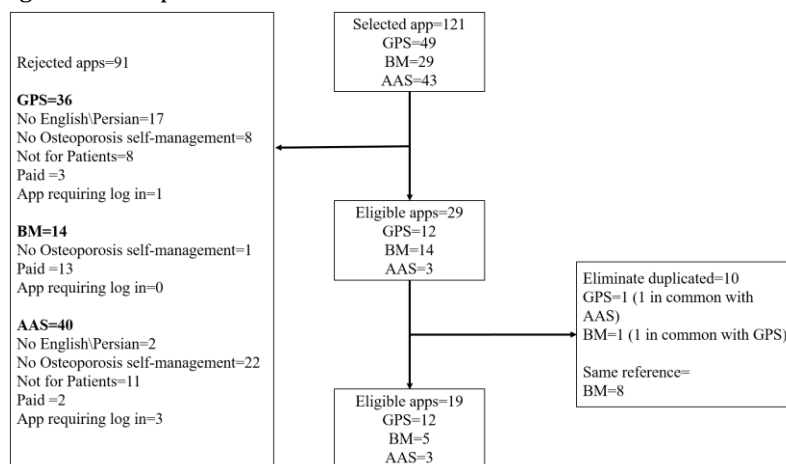 Selected app=121
GPS=49
BM=29
AAS=43
Rejected apps=91
GPS=36
No English\Persian=17
No Osteoporosis self-management=8
Not for Patients=8
Paid =3
App requiring log in=1
BM=14
No Osteoporosis self-management=1
Paid =13
App requiring log in=0
AAS=40
No English\Persian=2
No Osteoporosis self-management=22
Not for Patients=11
Paid =2
App requiring log in=3
Eligible apps=29
GPS=12
BM=14
AAS=3
Eliminate duplicated=10
GPS=1 (1 in common with
AAS)
BM=1 (1 in common with GPS)
Same reference=
BM=8
Eligible apps=19
GPS=12
BM=5
AAS=3